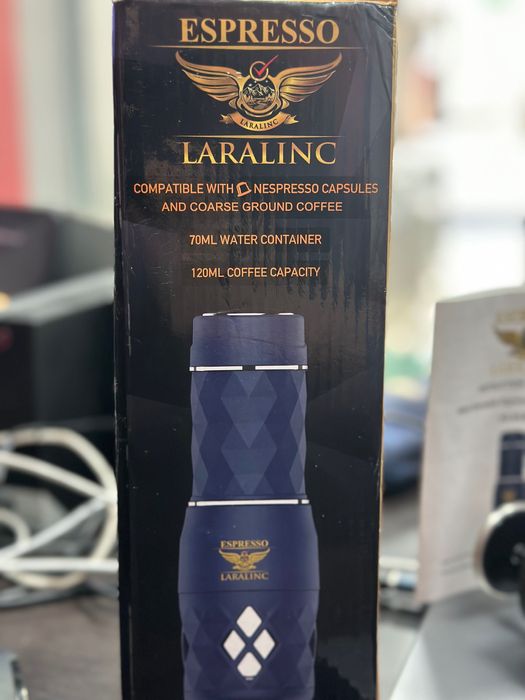 ESPRESSO
LARALINC
LARALINC
COMPATIBLE WITH NESPRESSO CAPSULES
AND COARSE GROUND COFFEE
70ML WATER CONTAINER
120ML COFFEE CAPACITY
ESPRESSO
LARALINC